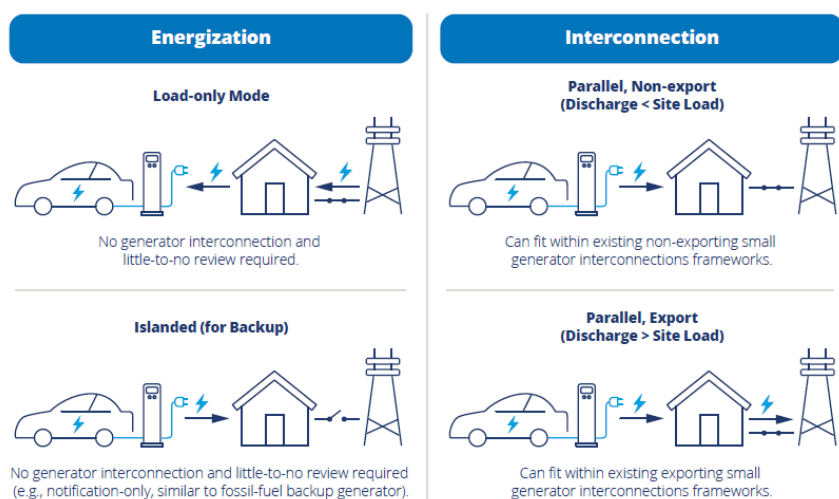 Energization
Load-only Mode
No generator interconnection and
little-to-no review required.
Islanded (for Backup)
No generator interconnection and little-to-no review required
(e.g., notification-only, similar to fossil-fuel backup generator).
Interconnection
Parallel, Non-export
(Discharge < Site Load)
Can fit within existing non-exporting small
generator interconnections frameworks.
Parallel, Export
(Discharge > Site Load)
Can fit within existing exporting small
generator interconnections frameworks.